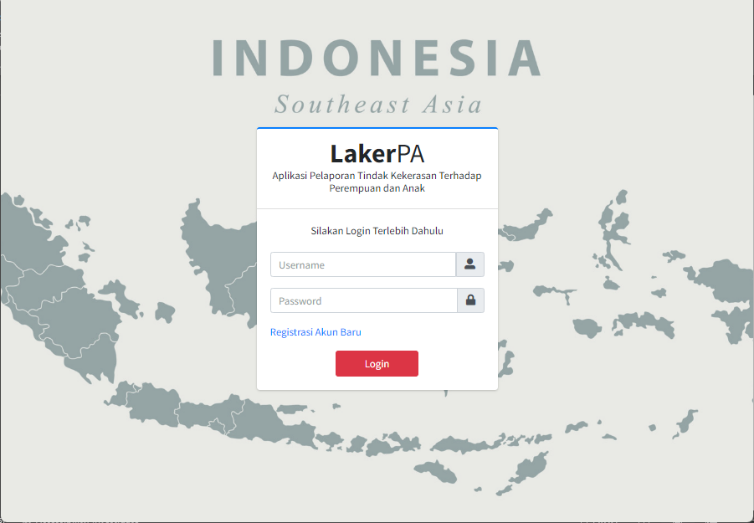 INDONESIA
Southeast Asia
LakerPA
Aplikasi Pelaporan Tindak Kekerasan Terhadap
Perempuan dan Anak
Silakan Login Terlebih Dahulu
Username
Password
Registrasi Akun Baru
Login